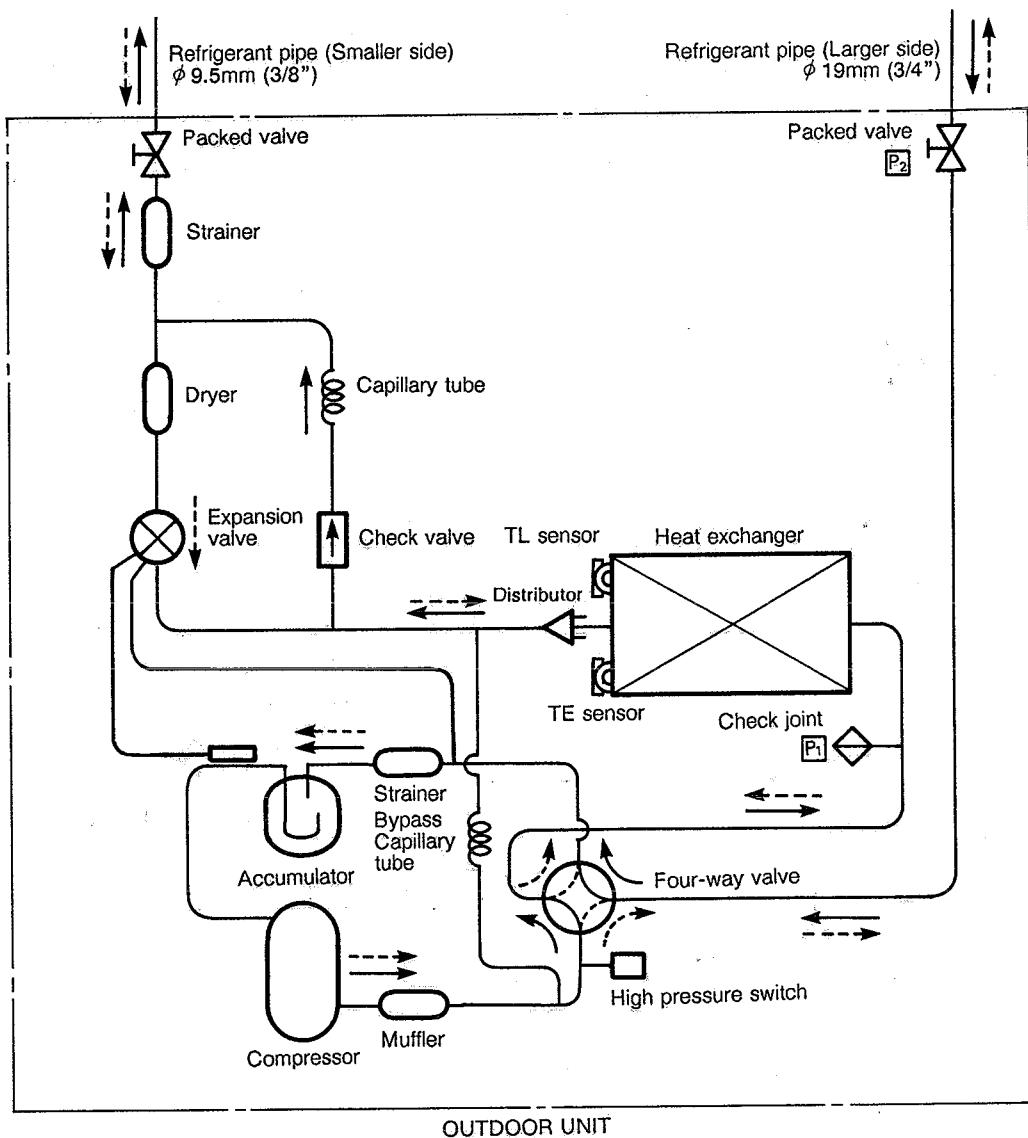 Refrigerant pipe (Smaller side)
φ 9.5mm (3/8")
Refrigerant pipe (Larger side)
φ 19mm (3/4")
Packed valve
Packed valve
P2
Strainer
Dryer
Capillary tube
Expansion
valve
Check valve
TL sensor
Heat exchanger
Distributor
TE sensor
Check joint
P1
Strainer
Bypass
Capillary
tube
Accumulator
Four-way valve
High pressure switch
Muffler
Compressor
OUTDOOR UNIT